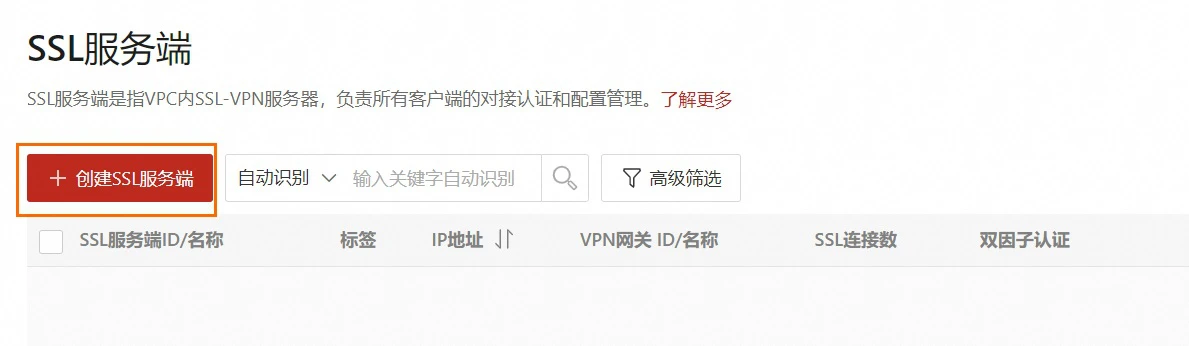 SSL服务端
SSL服务端是指VPC内SSL-VPN服务器，负责所有客户端的对接认证和配置管理。了解更多
创建SSL服务端 自动识别 输入关键字自动识别 高级筛选
SSL服务端ID/名称 标签 IP地址 VPN网关 ID/名称 SSL连接数 双因子认证